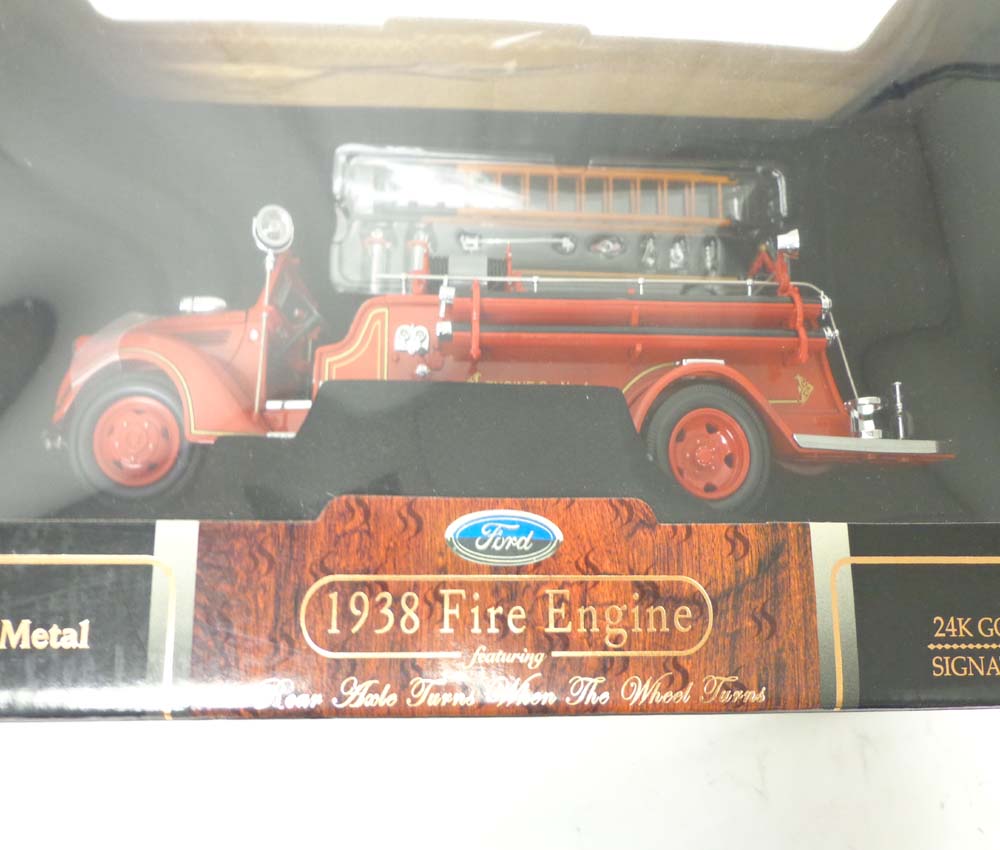 Ford
1938 Fire Engine
featuring
Rear Axle Turns When The Wheel Turns
Metal
24K GO
SIGNA